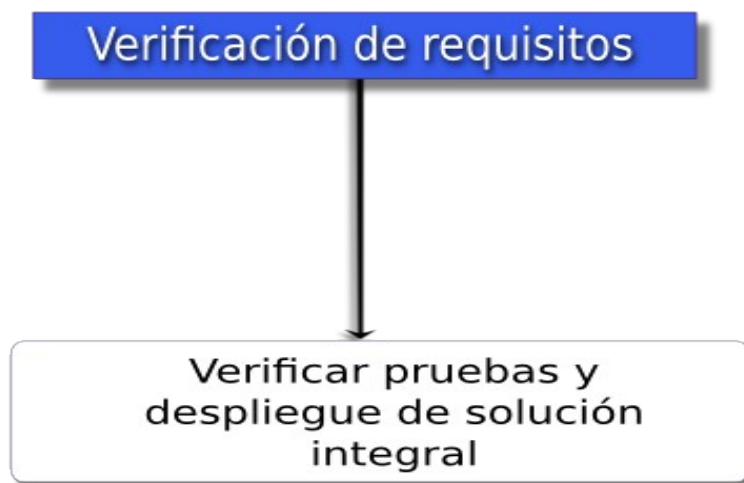 Verificación de requisitos
Verificar pruebas y
despliegue de solución
integral